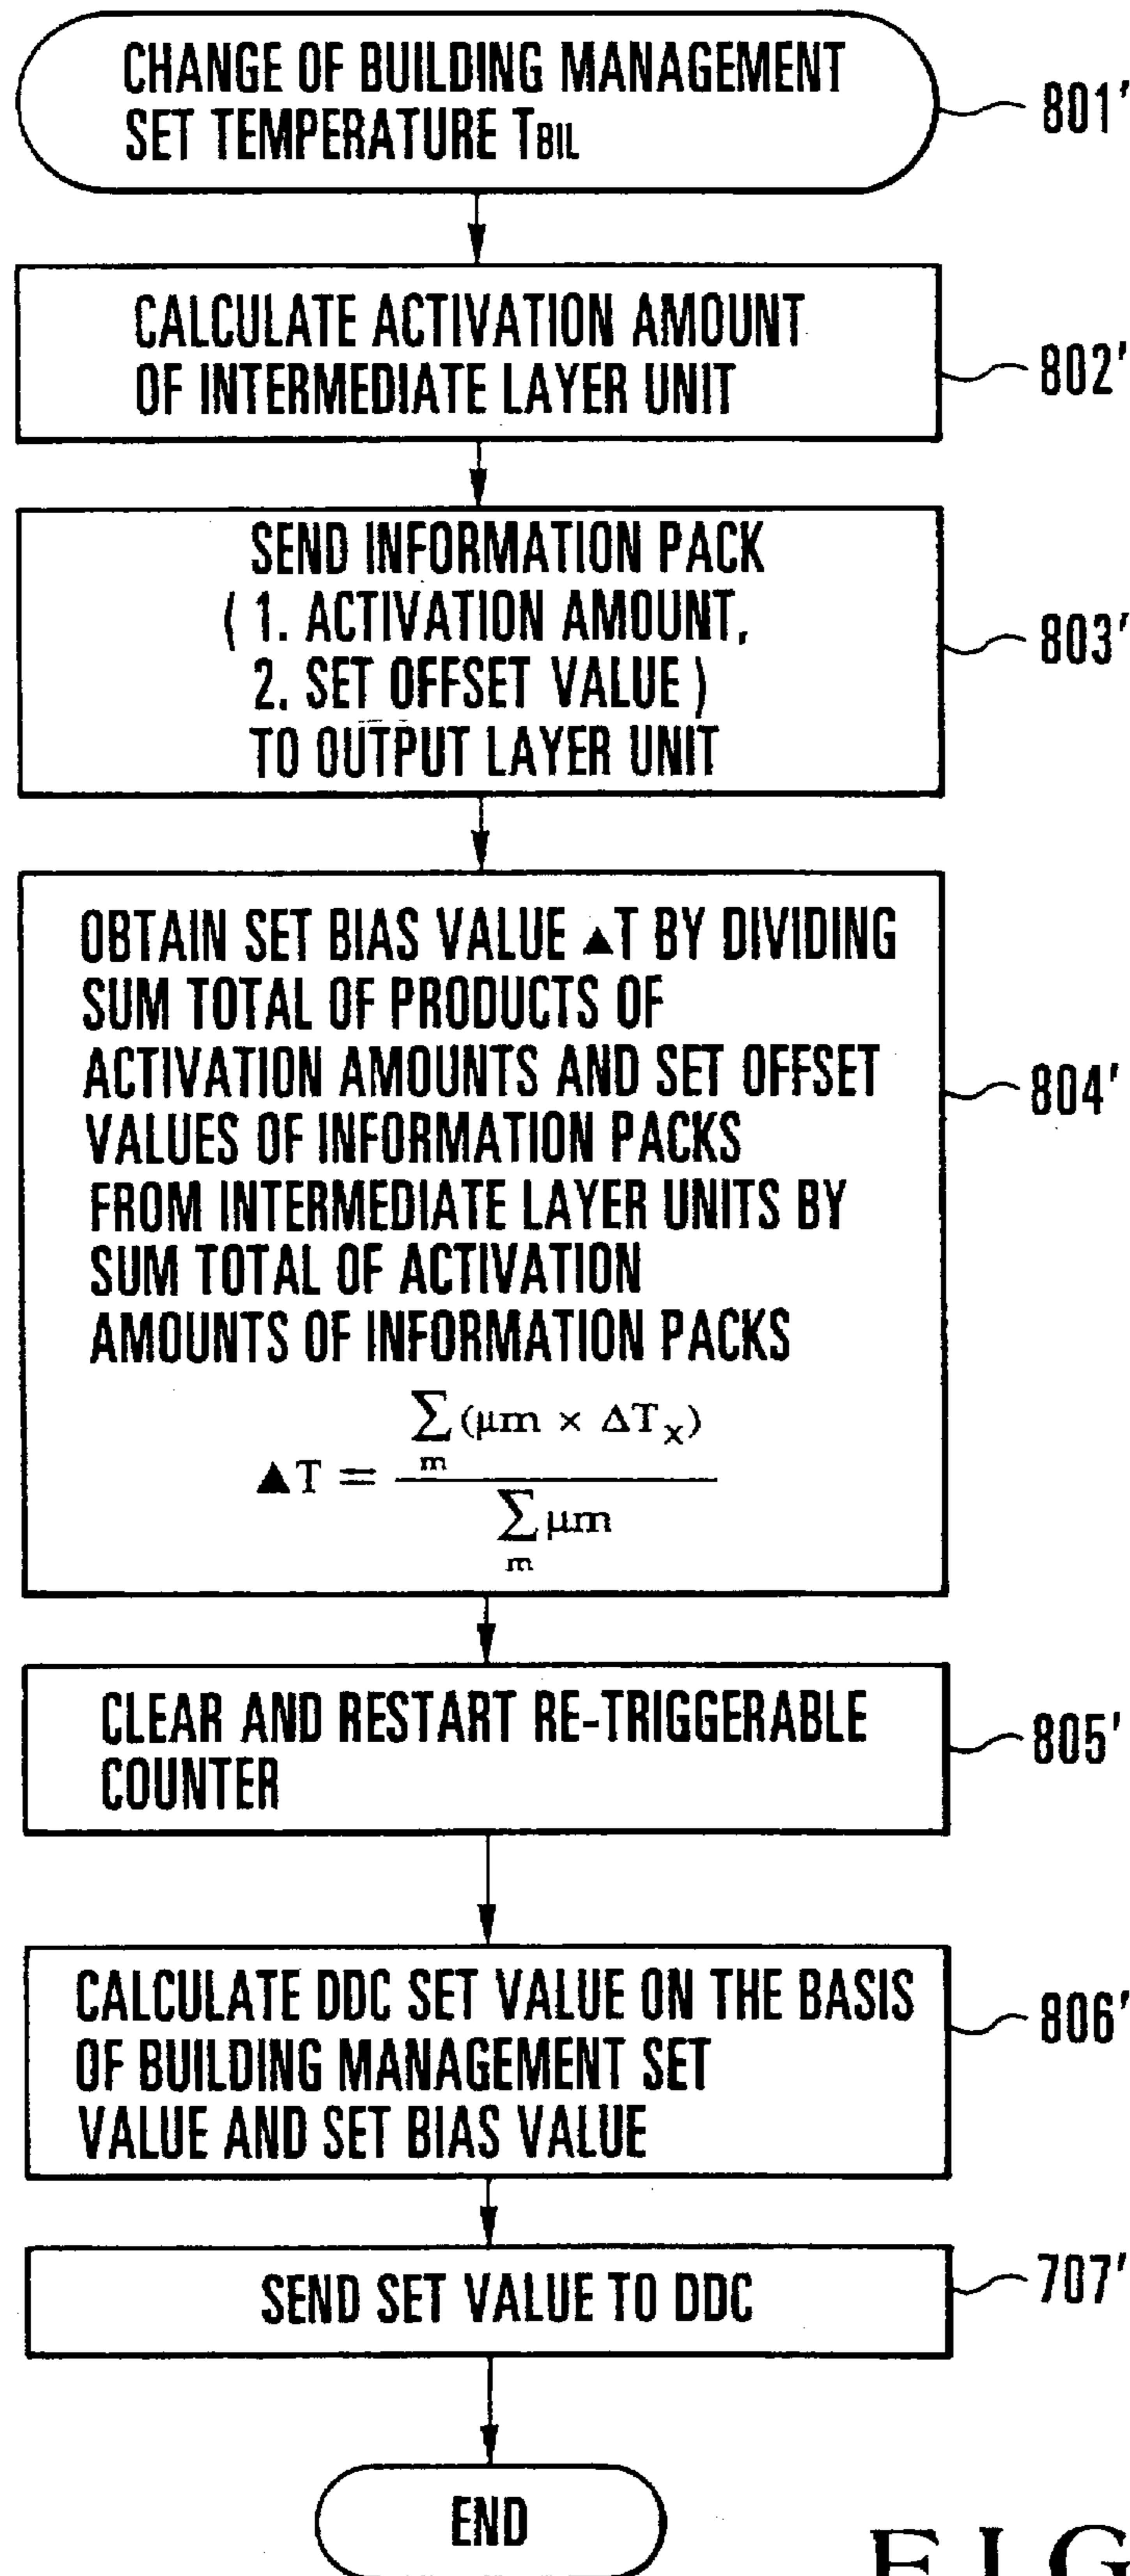 CHANGE OF BUILDING MANAGEMENT
SET TEMPERATURE TBIL
801'
CALCULATE ACTIVATION AMOUNT
OF INTERMEDIATE LAYER UNIT
802'
SEND INFORMATION PACK
( 1. ACTIVATION AMOUNT,
2. SET OFFSET VALUE )
TO OUTPUT LAYER UNIT
803'
OBTAIN SET BIAS VALUE ▲T BY DIVIDING
SUM TOTAL OF PRODUCTS OF
ACTIVATION AMOUNTS AND SET OFFSET
VALUES OF INFORMATION PACKS
FROM INTERMEDIATE LAYER UNITS BY
SUM TOTAL OF ACTIVATION
AMOUNTS OF INFORMATION PACKS
▲T = ∑m (μm × ΔTx) / ∑m μm
804'
CLEAR AND RESTART RE-TRIGGERABLE
COUNTER
805'
CALCULATE DDC SET VALUE ON THE BASIS
OF BUILDING MANAGEMENT SET
VALUE AND SET BIAS VALUE
806'
SEND SET VALUE TO DDC
707'
END